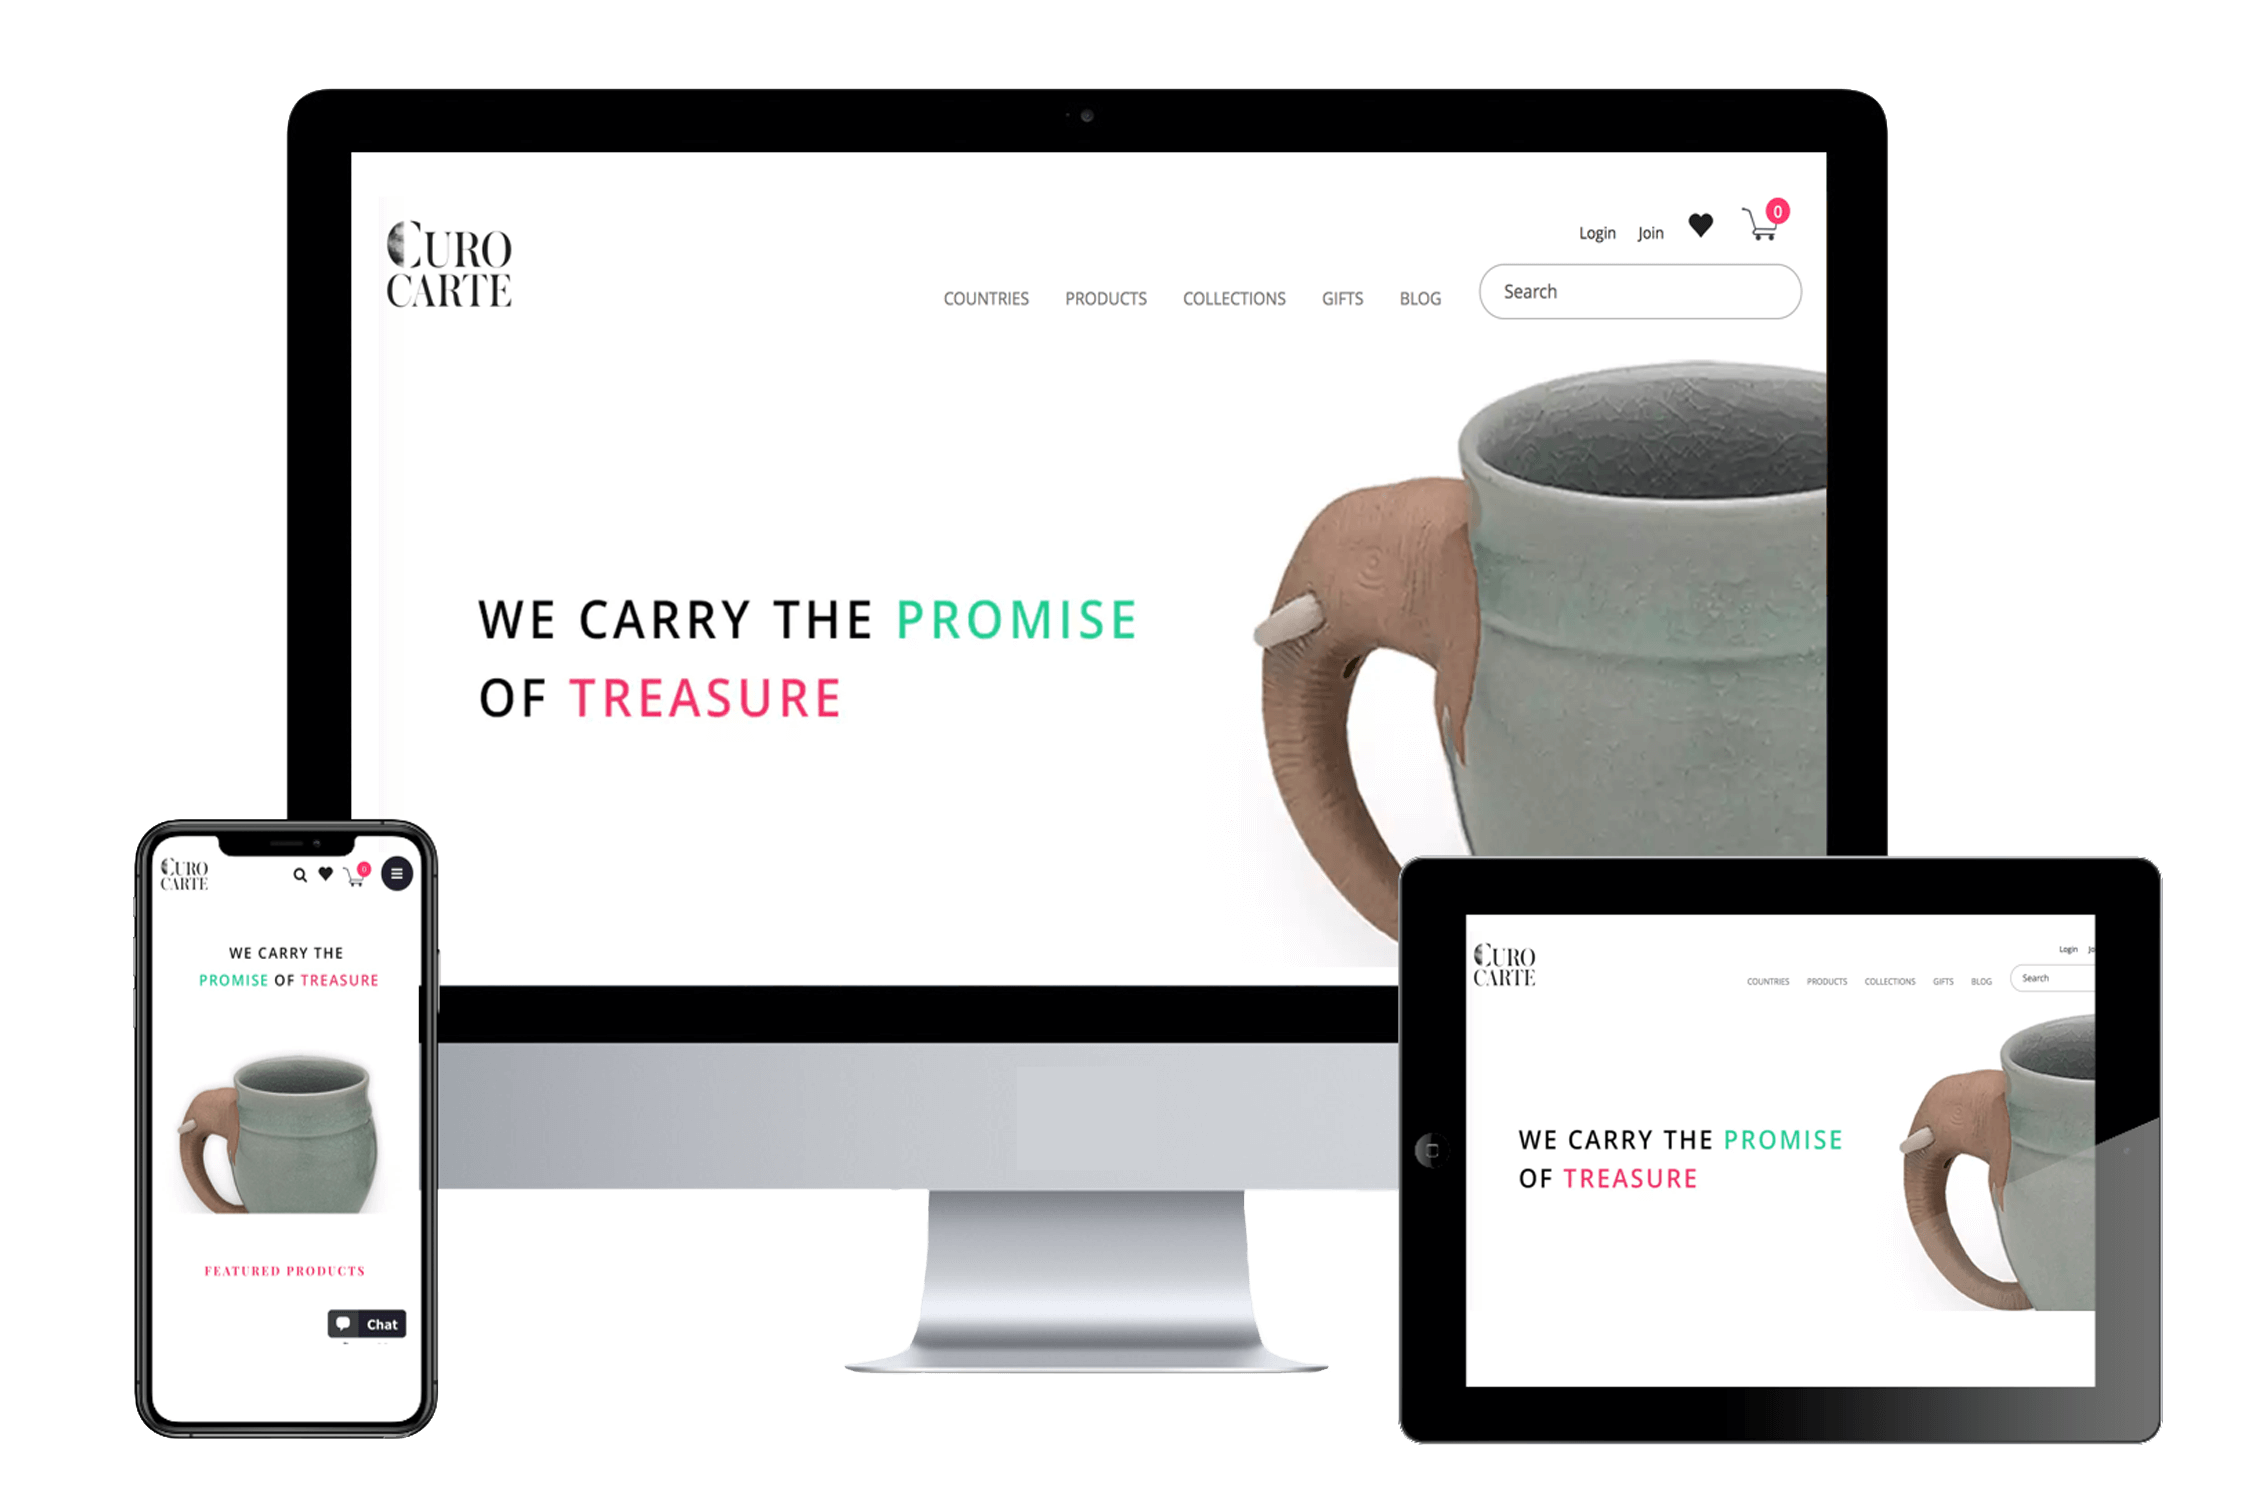 CURO
CARTE
Login Join 0
COUNTRIES PRODUCTS COLLECTIONS GIFTS BLOG Search
WE CARRY THE PROMISE
OF TREASURE
CURO
CARTE
0
WE CARRY THE
PROMISE OF TREASURE
FEATURED PRODUCTS
Chat
CURO
CARTE
Login Jo
COUNTRIES PRODUCTS COLLECTIONS GIFTS BLOG Search
WE CARRY THE PROMISE
OF TREASURE